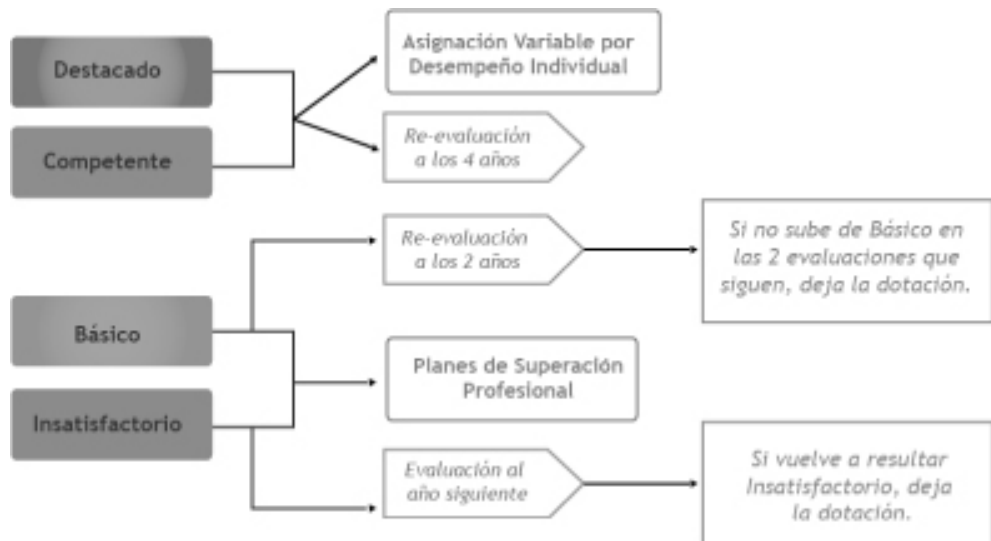 Destacado
Competente
Asignación Variable por
Desempeño Individual
Re-evaluación
a los 4 años
Re-evaluación
a los 2 años
Si no sube de Básico en
las 2 evaluaciones que
siguen, deja la dotación.
Básico
Insatisfactorio
Planes de Superación
Profesional
Evaluación al
año siguiente
Si vuelve a resultar
Insatisfactorio, deja
la dotación.